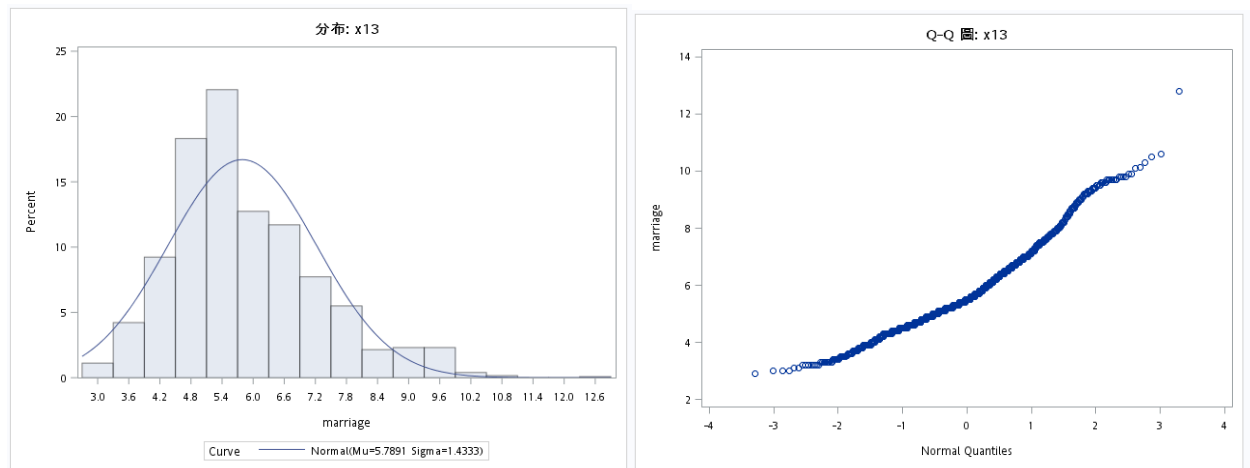 分布: x13
25
20
15
10
5
0
Percent
3.0 3.6 4.2 4.8 5.4 6.0 6.6 7.2 7.8 8.4 9.0 9.6 10.2 10.8 11.4 12.0 12.6
marriage
Curve Normal(Mu=5.7891 Sigma=1.4333)
Q-Q 圖: x13
14
12
10
8
6
4
2
marriage
-4 -3 -2 -1 0 1 2 3 4
Normal Quantiles